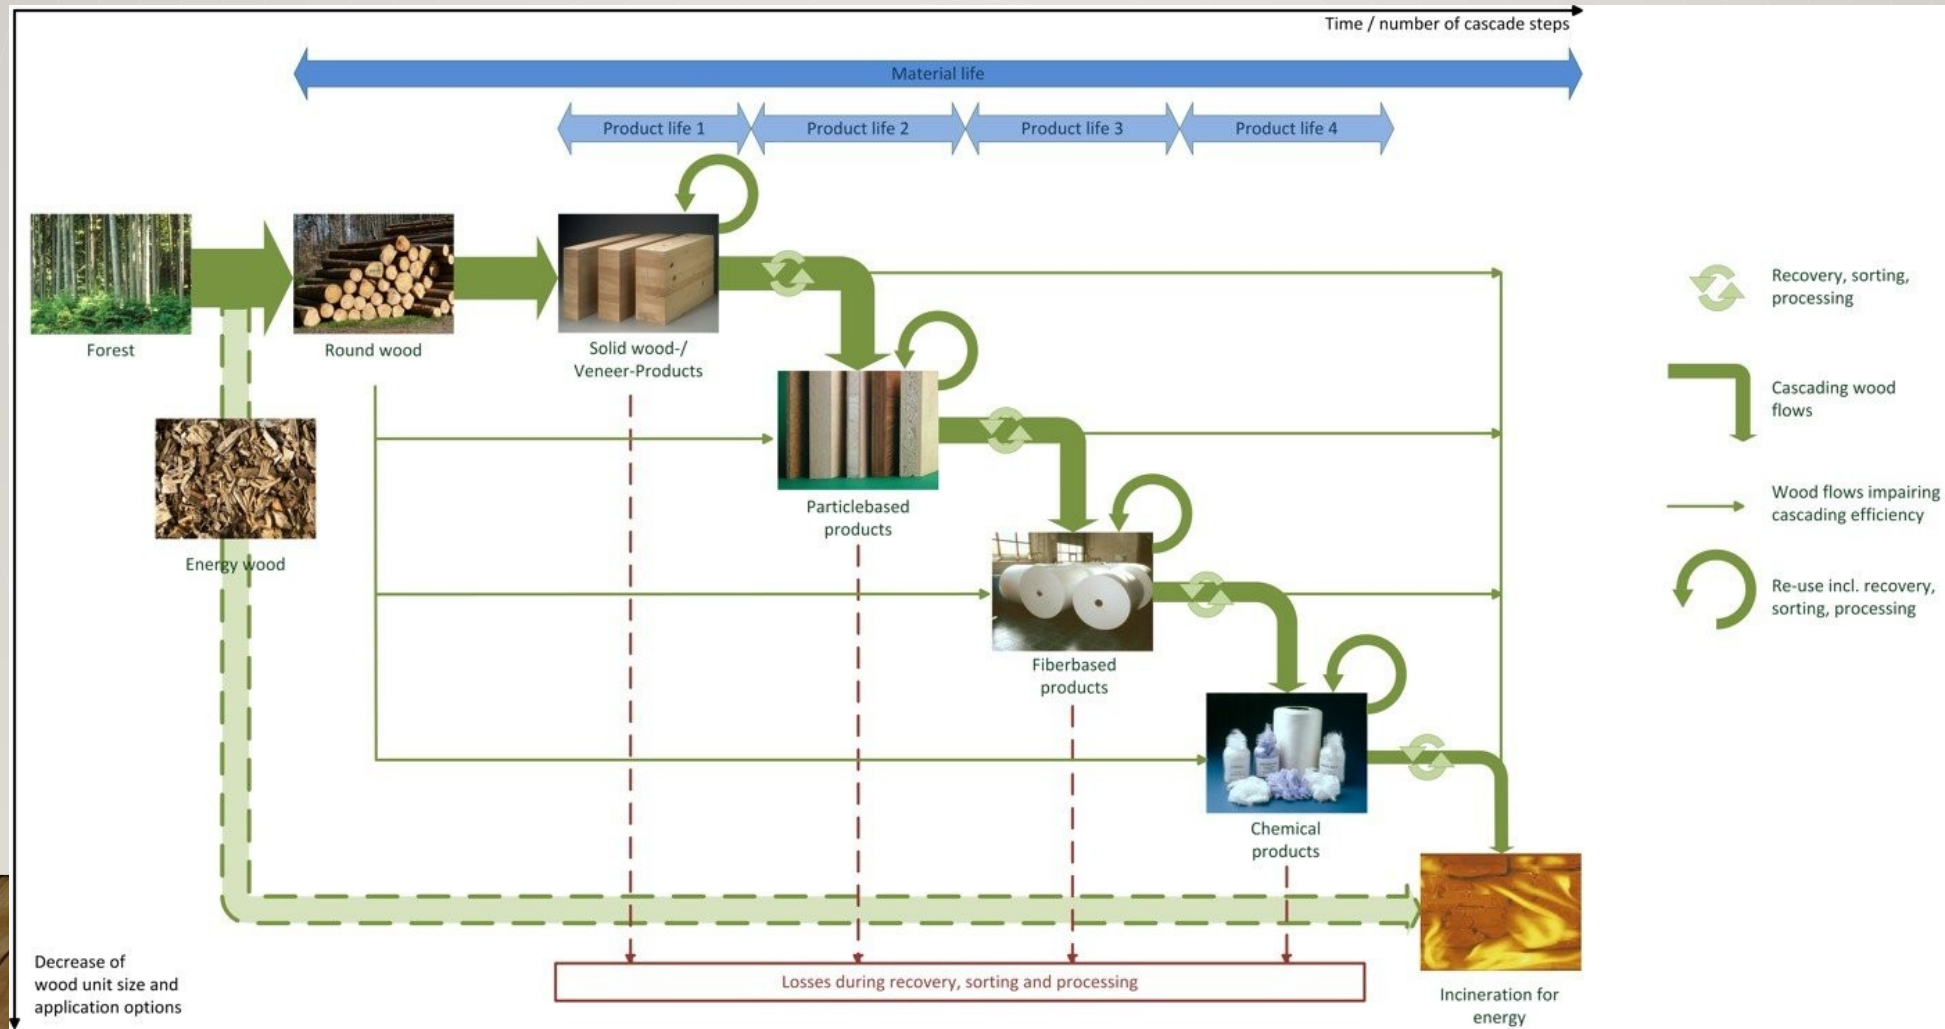 Time / number of cascade steps
Material life
Product life 1
Product life 2
Product life 3
Product life 4
Forest
Round wood
Solid wood-/
Veneer-Products
Recovery, sorting,
processing
Cascading wood
flows
Energy wood
Particlebased
products
Wood flows impairing
cascading efficiency
Re-use incl. recovery,
sorting, processing
Fiberbased
products
Chemical
products
Decrease of
wood unit size and
application options
Losses during recovery, sorting and processing
Incineration for
energy